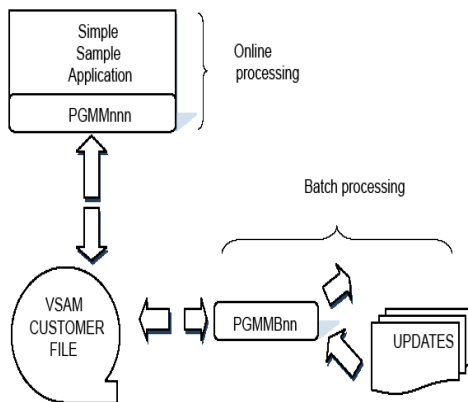 Simple
Sample
Application
PGMMnnn
Online
processing
Batch processing
VSAM
CUSTOMER
FILE
PGMMBnn
UPDATES